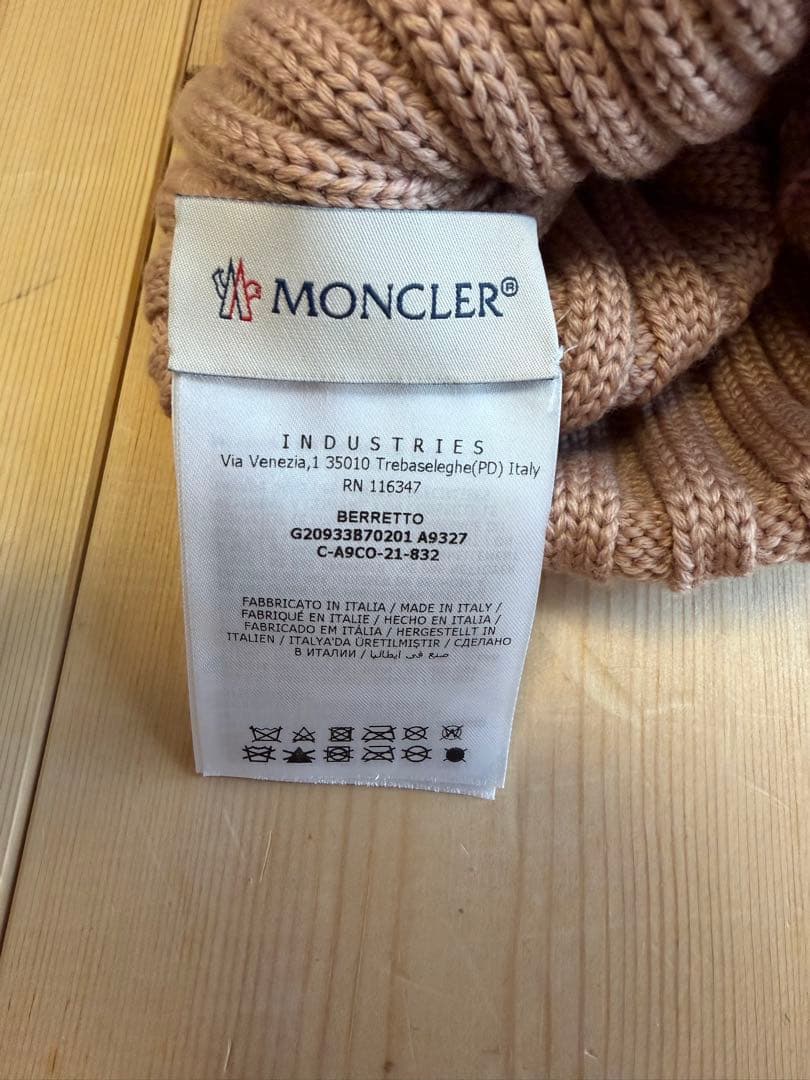 MONCLER®
INDUSTRIES
Via Venezia,1 35010 Trebaseleghe(PD) Italy
RN 116347
BERRETTO
G20933B70201 A9327
C-A9CO-21-832
FABBRICATO IN ITALIA / MADE IN ITALY /
FABRIQUÉ EN ITALIE / HECHO EN ITALIA /
FABRICADO EM ITÁLIA / HERGESTELLT IN
ITALIEN / ITALYA'DA ÜRETILMIŞTIR / СДЕЛАНО
В ИТАЛИИ / صنع في ايطاليا